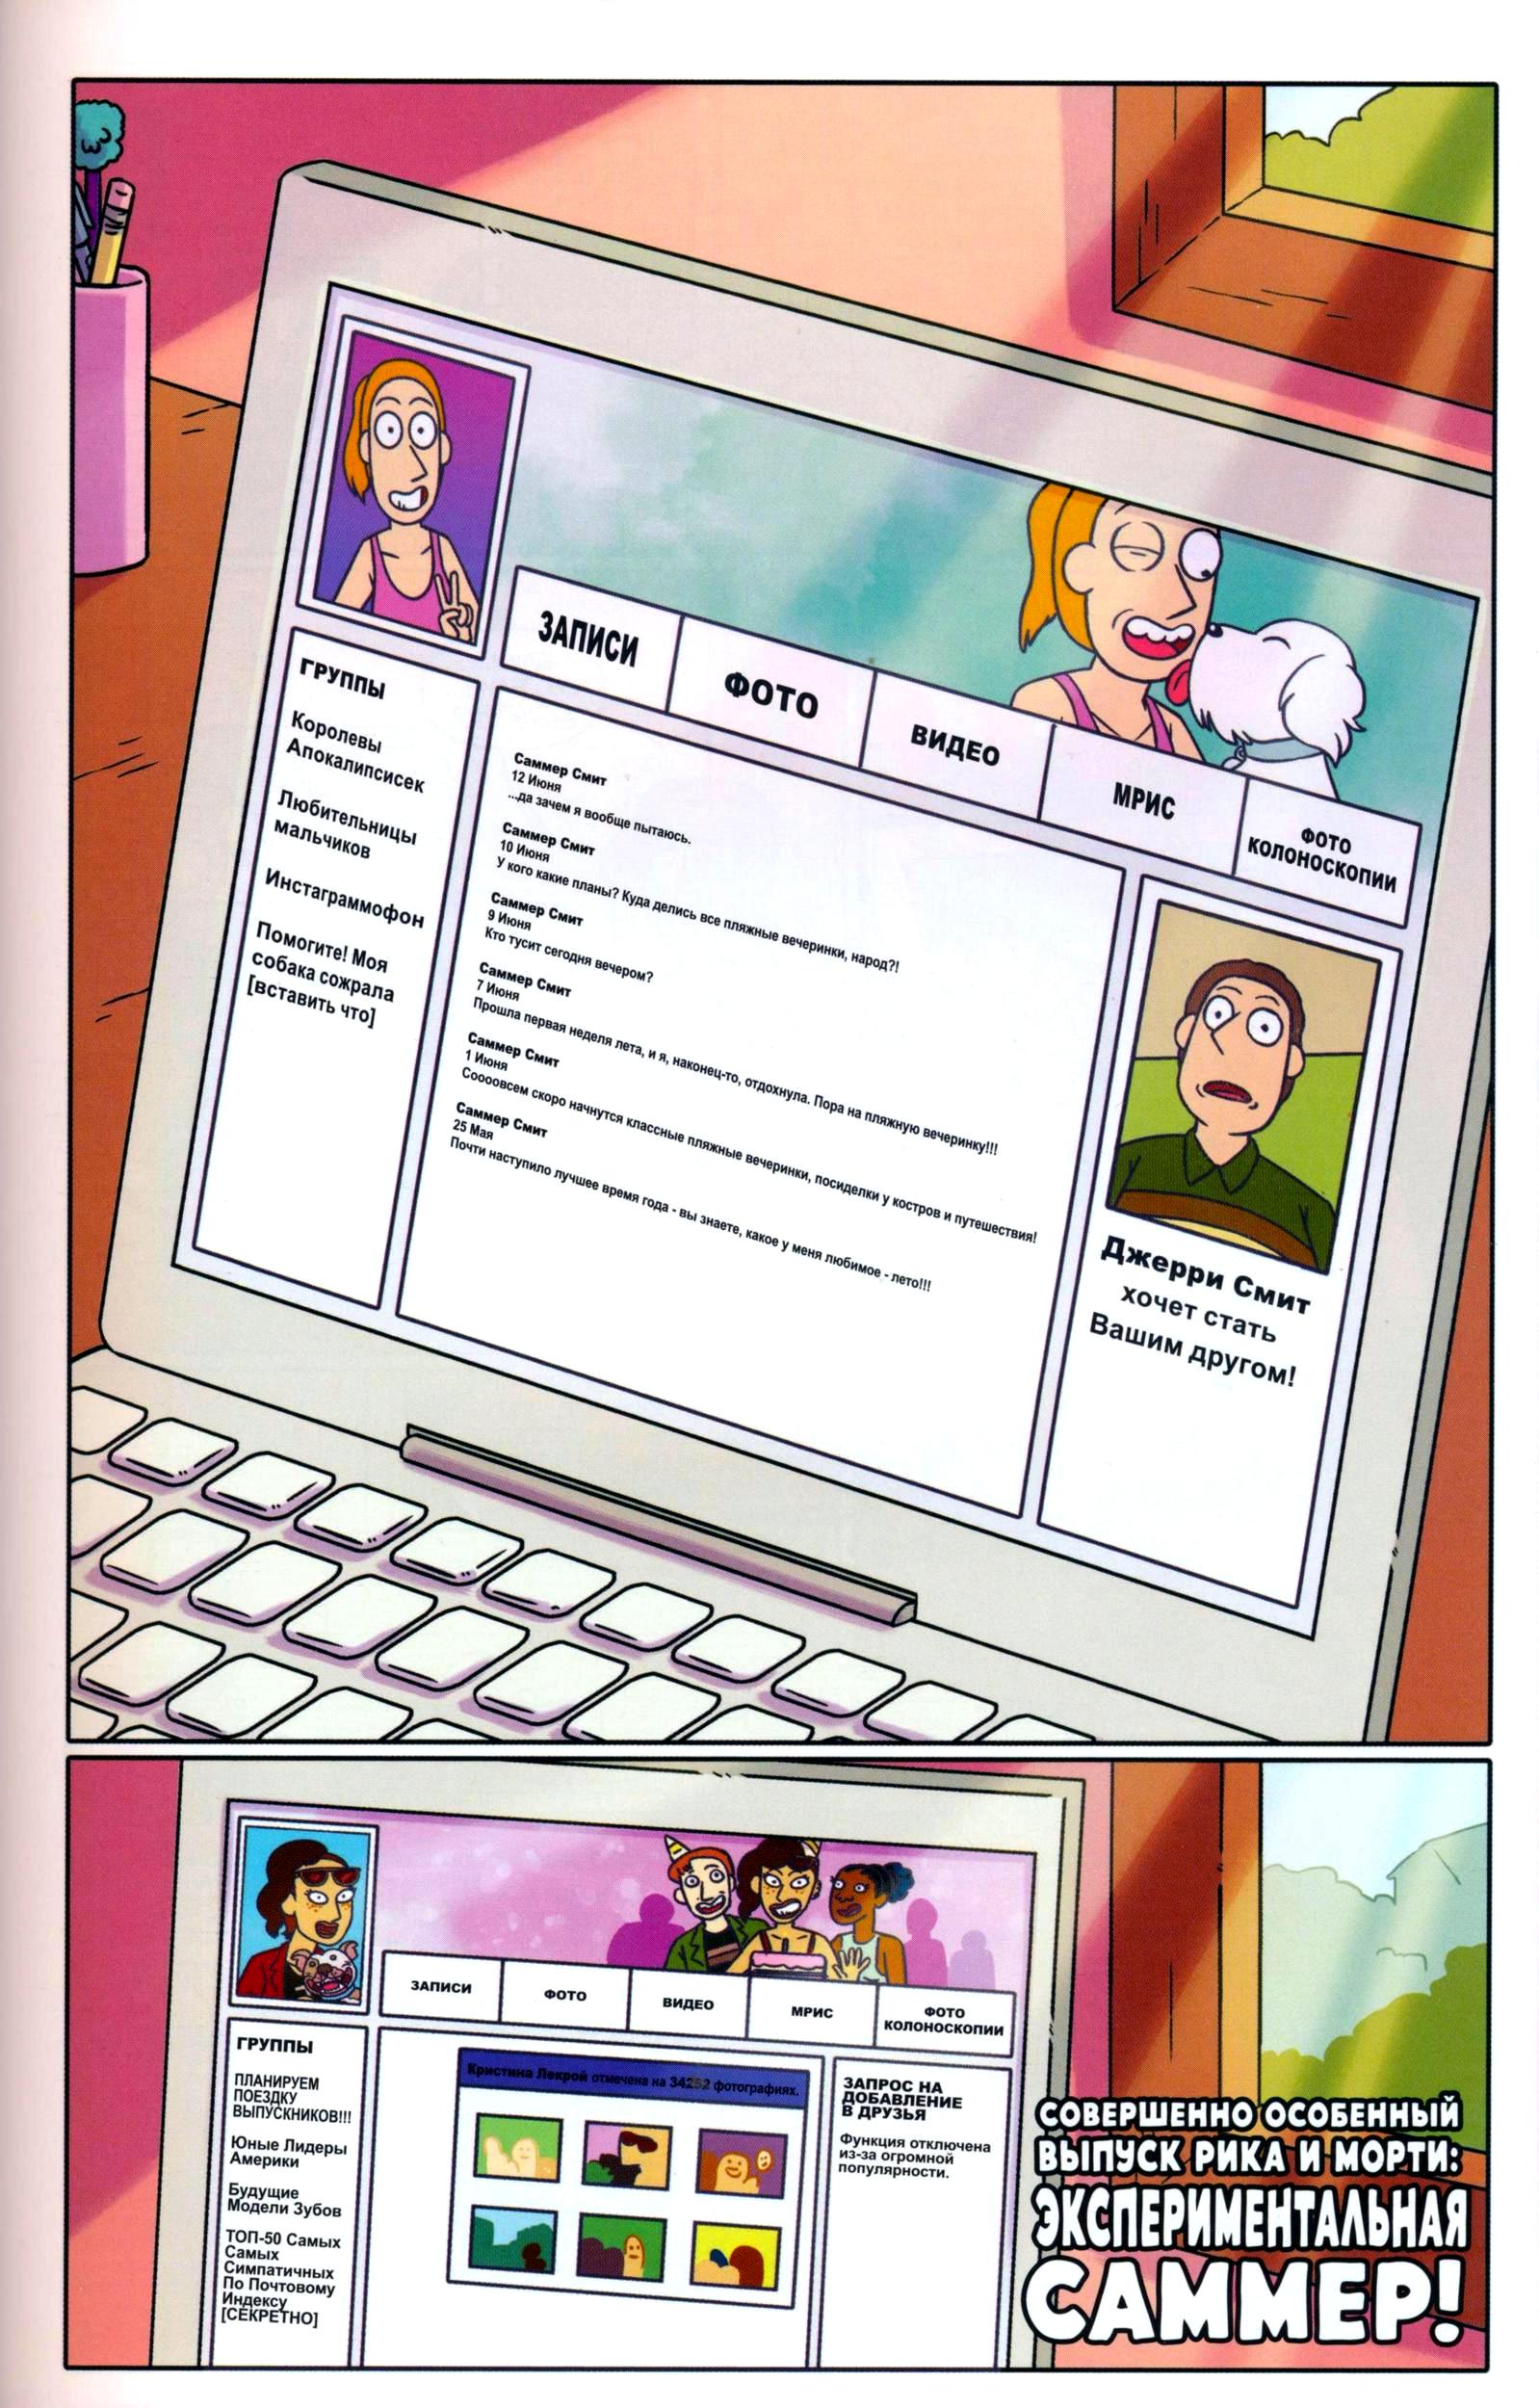 ЗАПИСИ
ФОТО
ВИДЕО
МРИС
ФОТО
КОЛОНОСКОПИИ
ГРУППЫ
Королевы
Апокалипсисек
Любительницы
мальчиков
Инстаграммофон
Помогите! Моя
собака сожрала
[вставить что]
Саммер Смит
12 Июня
...да зачем я вообще пытаюсь.
Саммер Смит
10 Июня
У кого какие планы? Куда делись все пляжные вечеринки, народ?!
Саммер Смит
9 Июня
Кто тусит сегодня вечером?
Саммер Смит
7 Июня
Прошла первая неделя лета, и я, наконец-то, отдохнула. Пора на пляжную вечеринку!!!
Саммер Смит
1 Июня
Соооовсем скоро начнутся классные пляжные вечеринки, посиделки у костров и путешествия!
Саммер Смит
25 Мая
Почти наступило лучшее время года - вы знаете, какое у меня любимое - лето!!!
Джерри Смит
хочет стать
Вашим другом!
ЗАПИСИ
ФОТО
ВИДЕО
МРИС
ФОТО
КОЛОНОСКОПИИ
ГРУППЫ
ПЛАНИРУЕМ
ПОЕЗДКУ
ВЫПУСКНИКОВ!!!
Юные Лидеры
Америки
Будущие
Модели Зубов
ТОП-50 Самых
Самых
Симпатичных
По Почтовому
Индексу
[СЕКРЕТНО]
Кристина Лекрой отмечена на 34252 фотографиях.
ЗАПРОС НА
ДОБАВЛЕНИЕ
В ДРУЗЬЯ
Функция отключена
из-за огромной
популярности.
СОВЕРШЕННО ОСОБЕННЫЙ
ВЫПУСК РИКА И МОРТИ:
ЭКСПЕРИМЕНТАЛЬНАЯ
САММЕР!